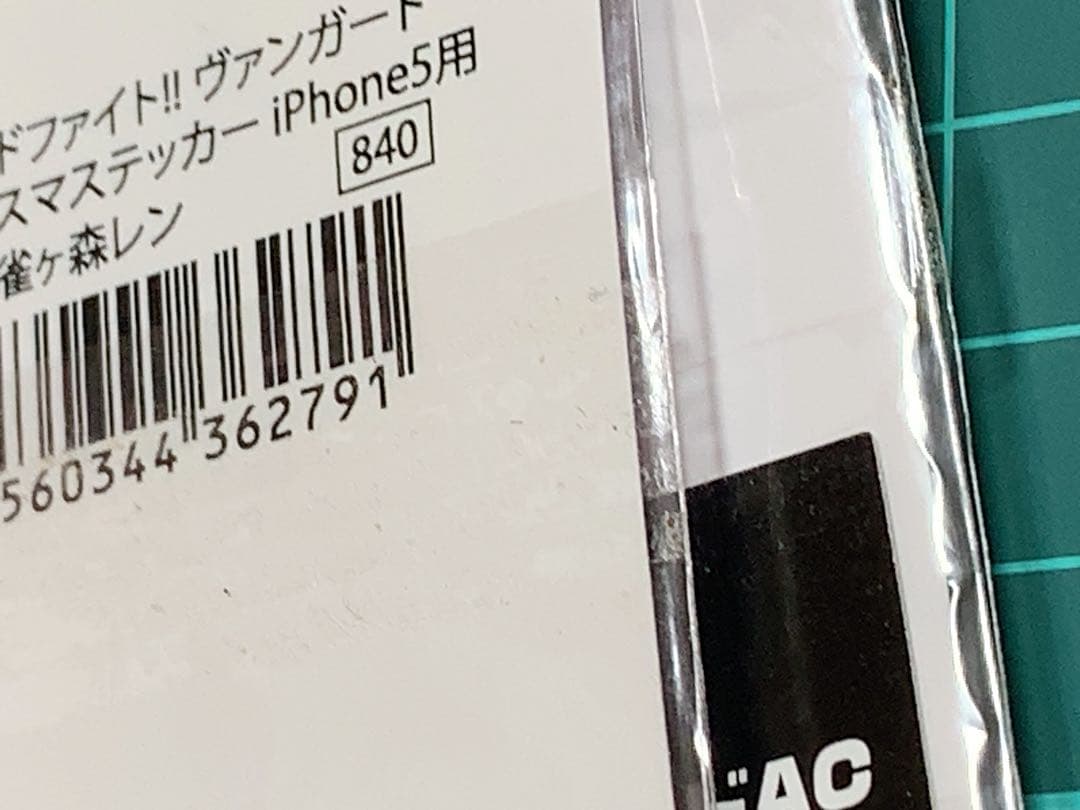 ドファイト!! ヴァンガード
スマステッカー iPhone5用
雀ヶ森レン
840
560344 362791
AC